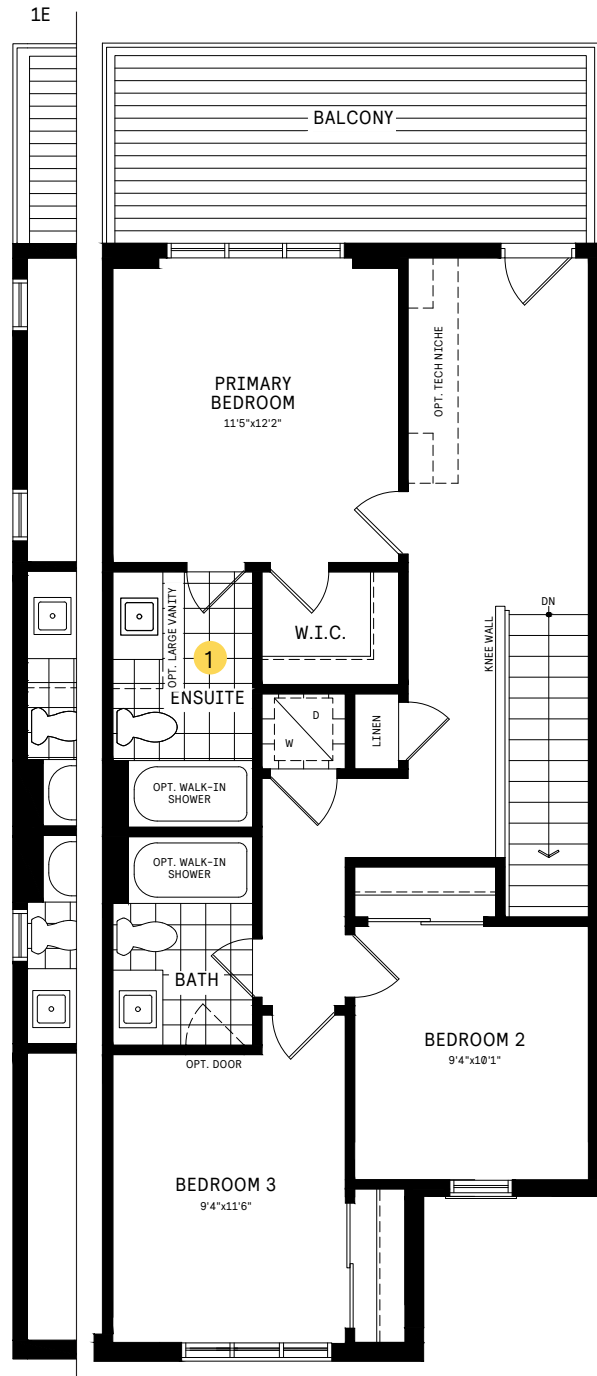 1E
BALCONY
PRIMARY
BEDROOM
11'5"x12'2"
OPT. TECH NICHE
OPT. LARGE VANITY
1
ENSUITE
W.I.C.
KNEE WALL
DN
D
W
LINEN
OPT. WALK-IN
SHOWER
OPT. WALK-IN
SHOWER
BATH
OPT. DOOR
BEDROOM 2
9'4"x10'1"
BEDROOM 3
9'4"x11'6"